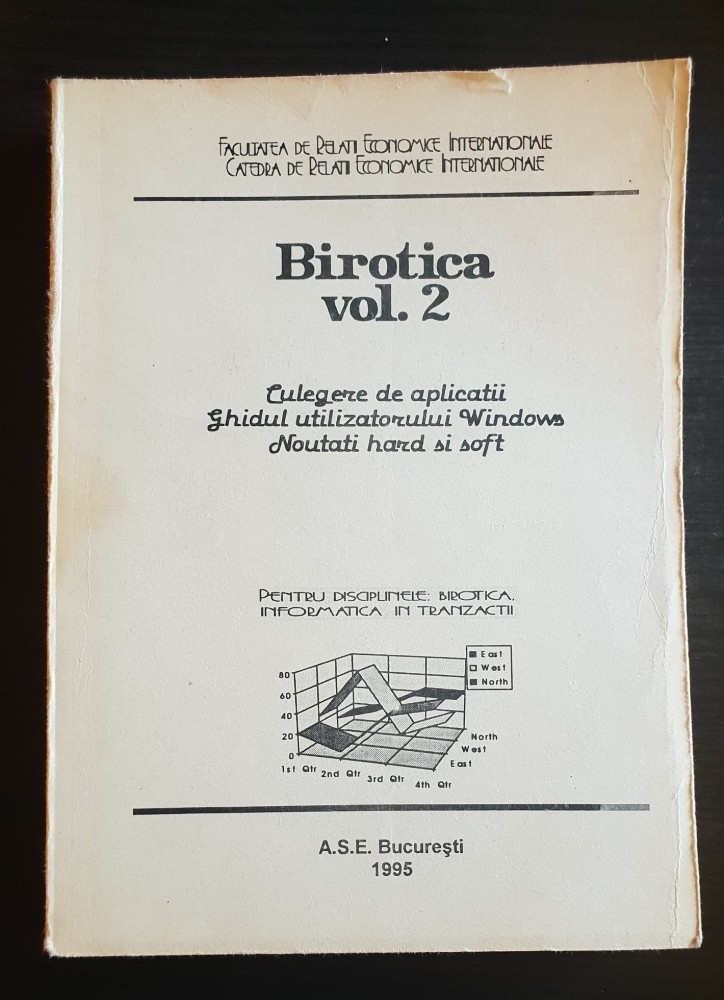 FACULTATEA DE RELATII ECONOMICE INTERNATIONALE
CATEDRA DE RELATII ECONOMICE INTERNATIONALE
Birotica
vol. 2
Culegere de aplicatii
Ghidul utilizatorului Windows
Noutati hard si soft
PENTRU DISCIPLINELE: BIROTICA,
INFORMATICA IN TRANZACTII
East
West
North
80
60
40
20
0
1st Qtr
2nd Qtr
3rd Qtr
4th Qtr
North
West
East
A.S.E. Bucureşti
1995